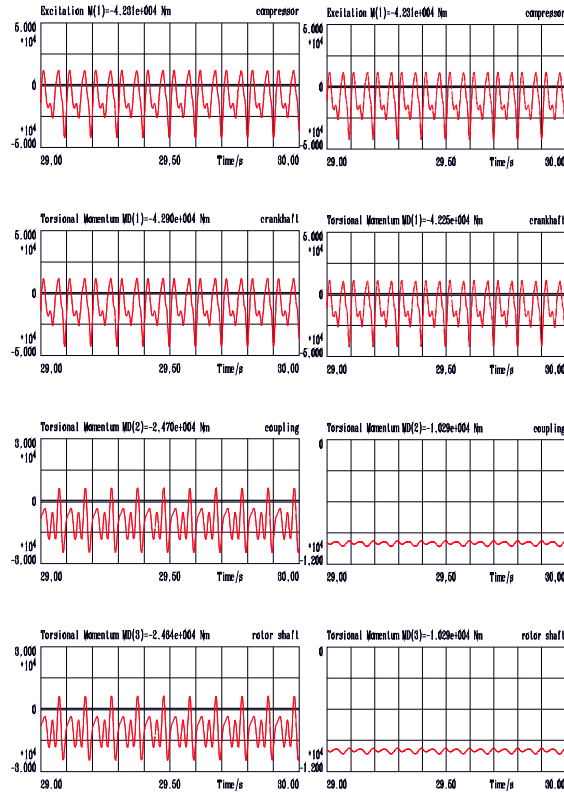 Excitation M(1)=-4.231e+004 Nm compressor
5.000
*10⁴
0
*10⁴
-5.000
29.00 29.50 Time/s 30.00
Excitation M(1)=-4.231e+004 Nm compressor
5.000
*10⁴
0
*10⁴
-5.000
29.00 29.50 Time/s 30.00
Torsional Momentum MD(1)=-4.290e+004 Nm crankhaft
5.000
*10⁴
0
*10⁴
-5.000
29.00 29.50 Time/s 30.00
Torsional Momentum MD(1)=-4.225e+004 Nm crankhaft
5.000
*10⁴
0
*10⁴
-5.000
29.00 29.50 Time/s 30.00
Torsional Momentum MD(2)=-2.470e+004 Nm coupling
3.000
*10⁴
0
*10⁴
-3.000
29.00 29.50 Time/s 30.00
Torsional Momentum MD(2)=-1.029e+004 Nm coupling
0
*10⁴
-1.200
29.00 29.50 Time/s 30.00
Torsional Momentum MD(3)=-2.464e+004 Nm rotor shaft
3.000
*10⁴
0
*10⁴
-3.000
29.00 29.50 Time/s 30.00
Torsional Momentum MD(3)=-1.029e+004 Nm rotor shaft
0
*10⁴
-1.200
29.00 29.50 Time/s 30.00